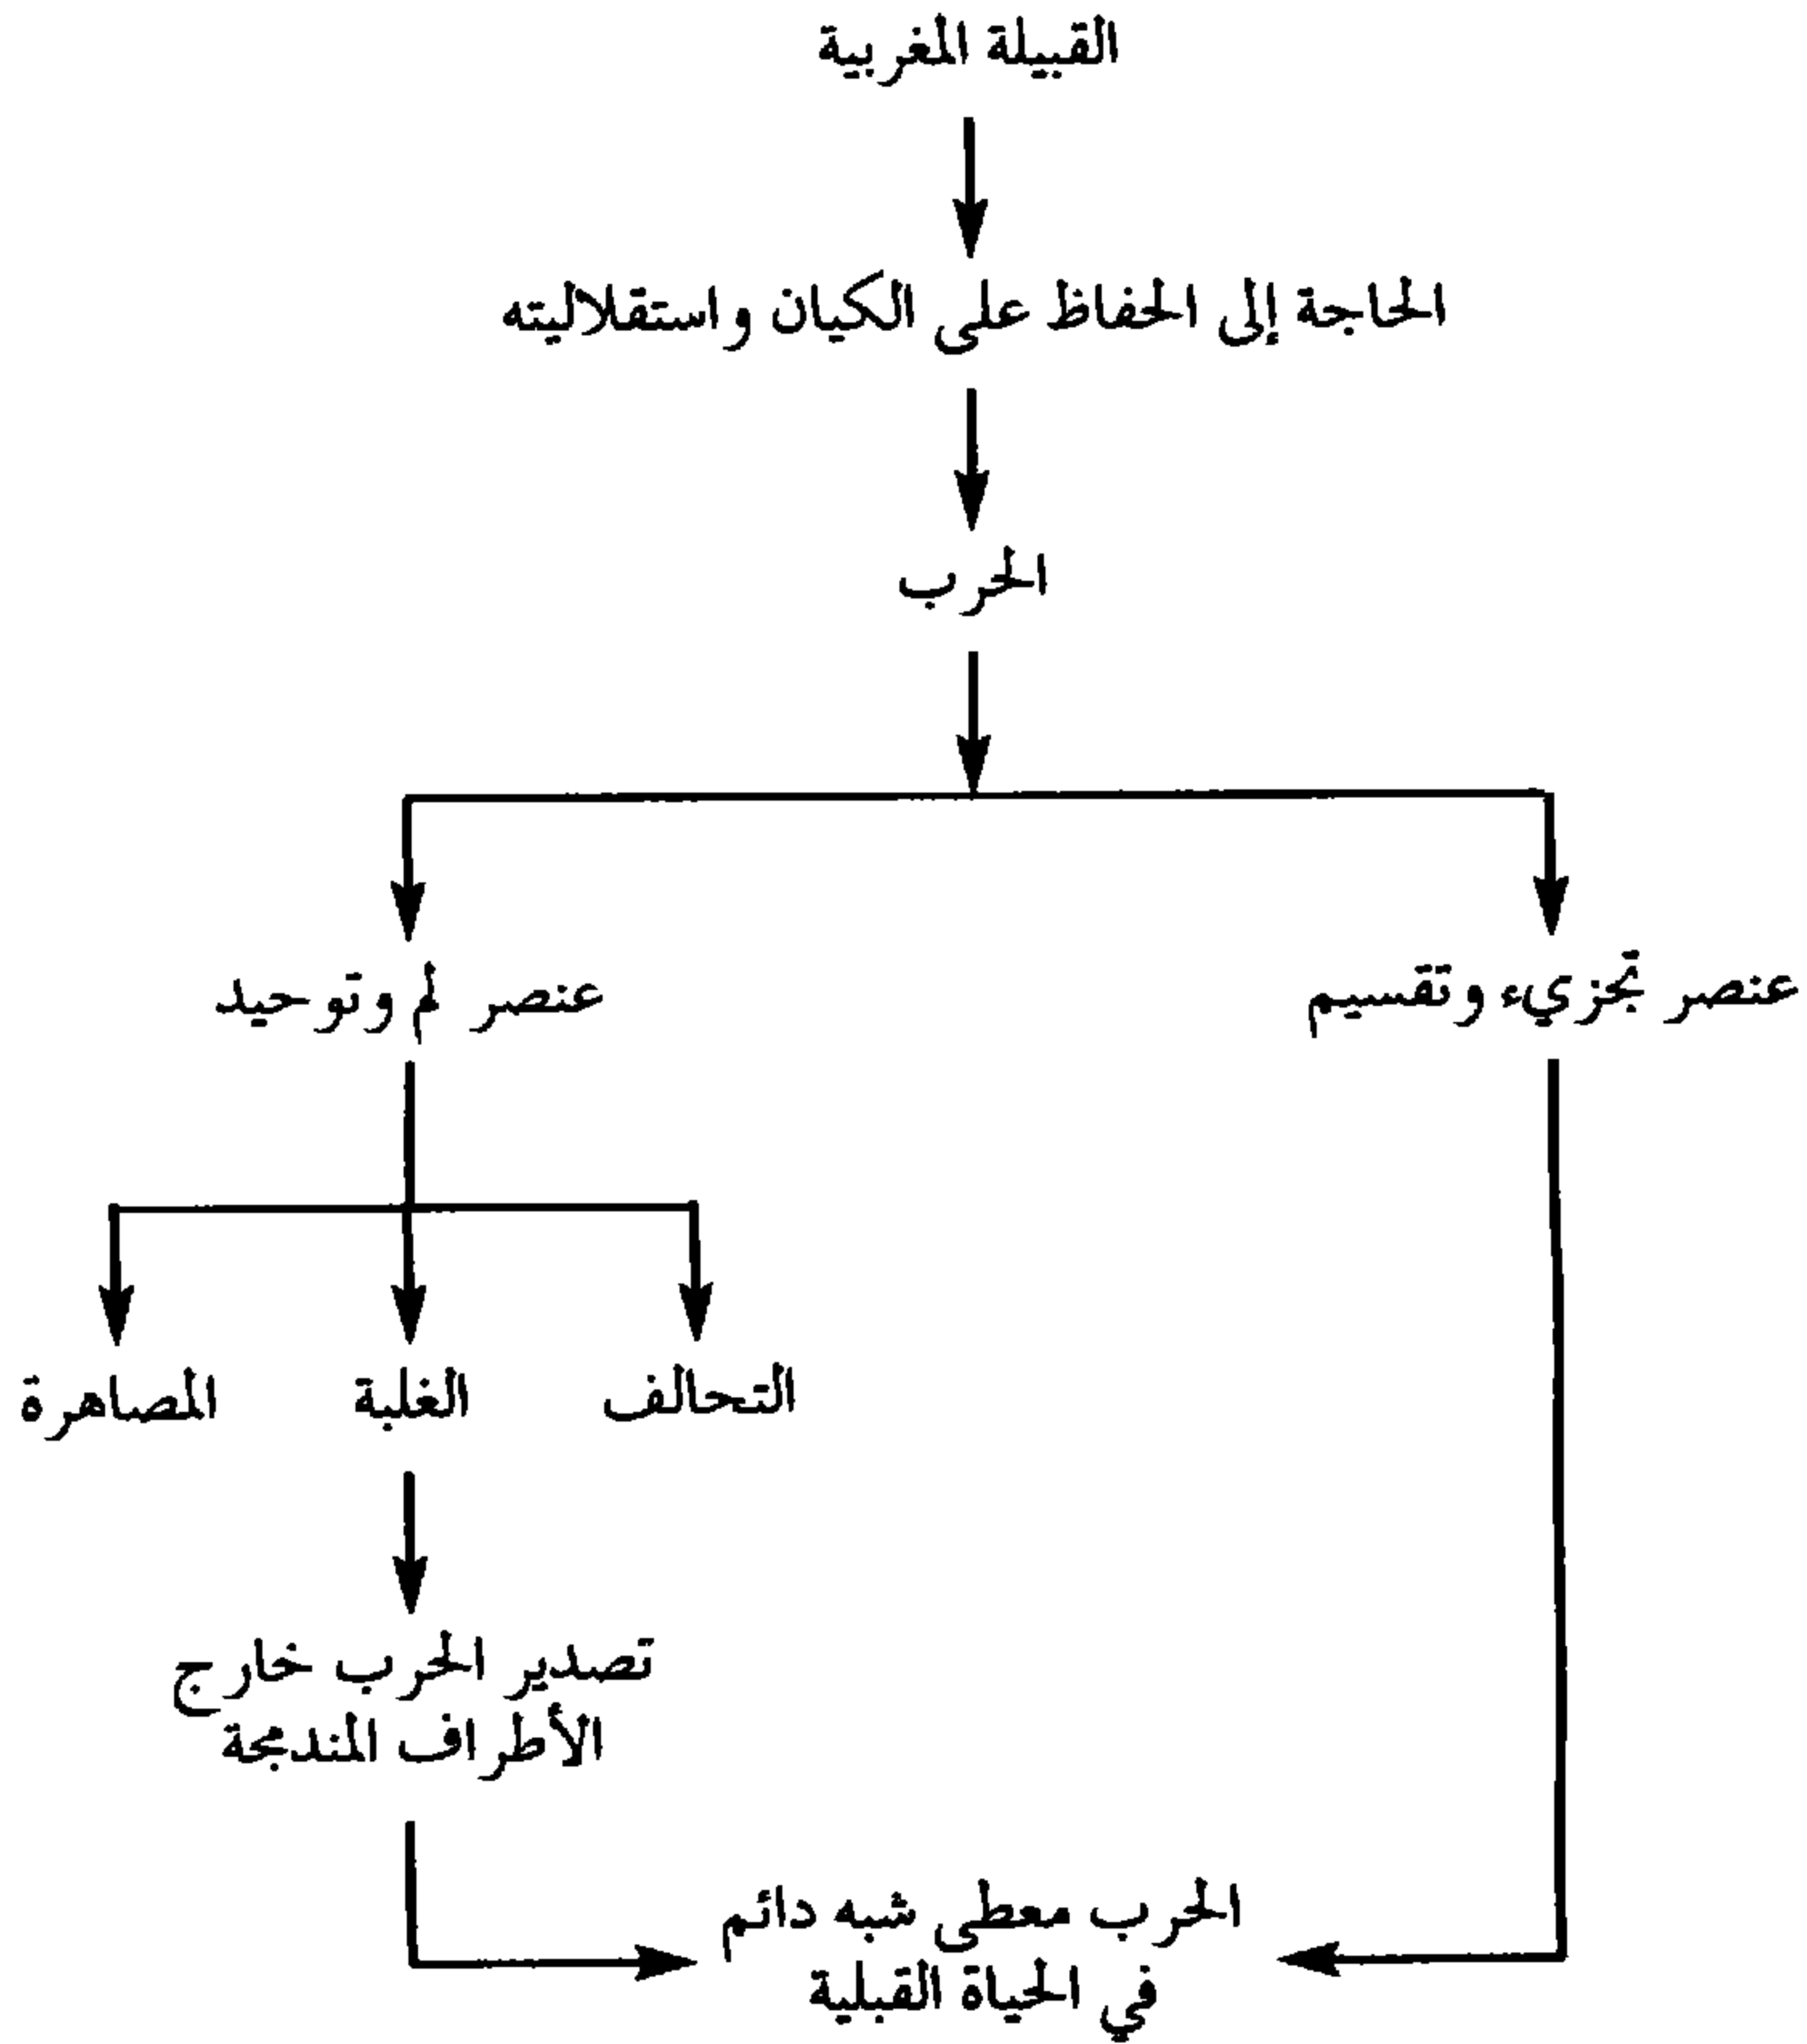 القبيلة المغربية
الحاجة إلى الحفاظ على الكيان واستقلاليته
الحرب
عنصر تجزيء وتقسيم
عنصر لم وتوحيد
التحالف
الغلبة
المصاهرة
تصدير الحرب خارج
الأطراف المندمجة
الحرب معطى شبه دائم
في الحياة القبلية